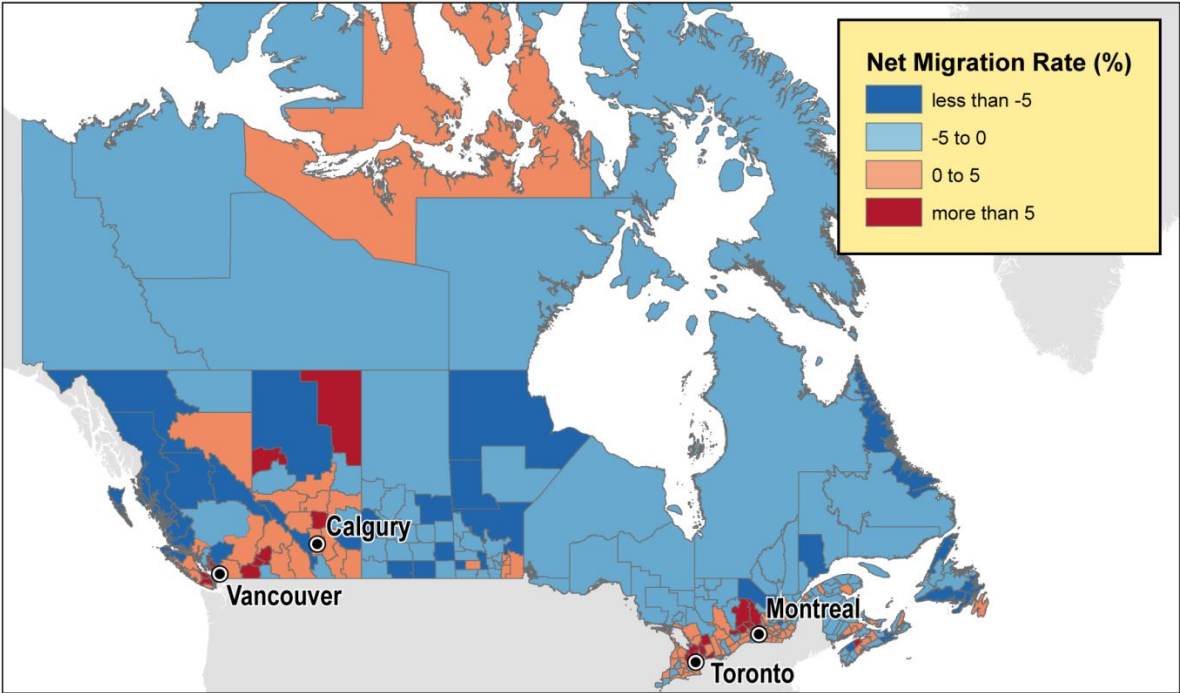 Net Migration Rate (%)
less than -5
-5 to 0
0 to 5
more than 5
Calgury
Vancouver
Montreal
Toronto